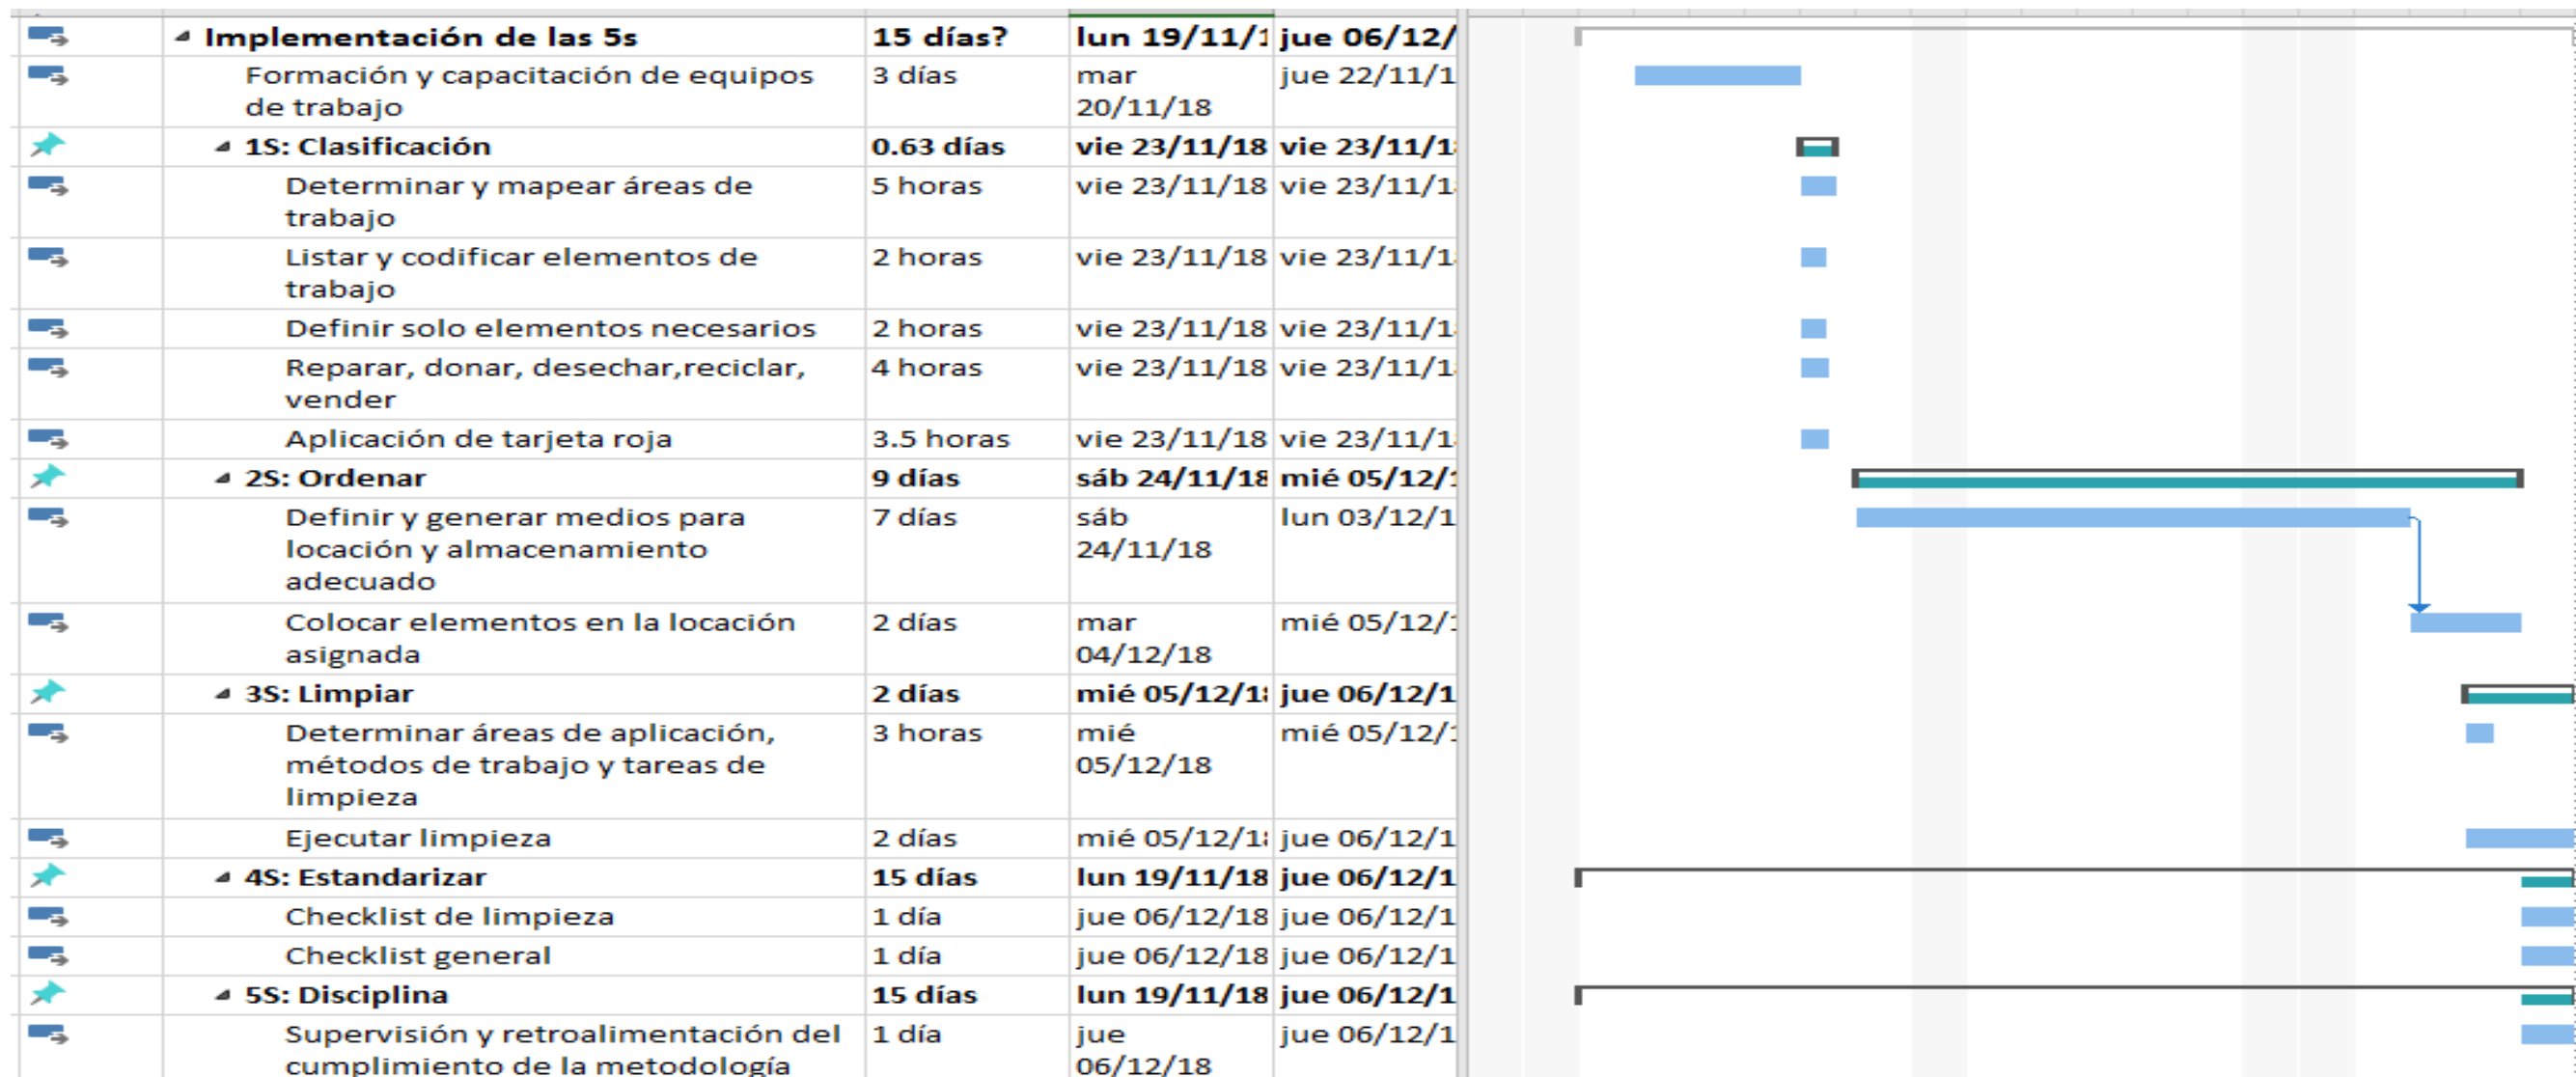 Implementación de las 5s 15 días? lun 19/11/1 jue 06/12/
Formación y capacitación de equipos 3 días mar jue 22/11/1
de trabajo 20/11/18
1S: Clasificación 0.63 días vie 23/11/18 vie 23/11/1
Determinar y mapear áreas de 5 horas vie 23/11/18 vie 23/11/1
trabajo
Listar y codificar elementos de 2 horas vie 23/11/18 vie 23/11/1
trabajo
Definir solo elementos necesarios 2 horas vie 23/11/18 vie 23/11/1
Reparar, donar, desechar,reciclar, 4 horas vie 23/11/18 vie 23/11/1
vender
Aplicación de tarjeta roja 3.5 horas vie 23/11/18 vie 23/11/1
2S: Ordenar 9 días sáb 24/11/18 mié 05/12/1
Definir y generar medios para 7 días sáb lun 03/12/1
locación y almacenamiento 24/11/18
adecuado
Colocar elementos en la locación 2 días mar mié 05/12/1
asignada 04/12/18
3S: Limpiar 2 días mié 05/12/18 jue 06/12/1
Determinar áreas de aplicación, 3 horas mié mié 05/12/1
métodos de trabajo y tareas de 05/12/18
limpieza
Ejecutar limpieza 2 días mié 05/12/18 jue 06/12/1
4S: Estandarizar 15 días lun 19/11/18 jue 06/12/1
Checklist de limpieza 1 día jue 06/12/18 jue 06/12/1
Checklist general 1 día jue 06/12/18 jue 06/12/1
5S: Disciplina 15 días lun 19/11/18 jue 06/12/1
Supervisión y retroalimentación del 1 día jue jue 06/12/1
cumplimiento de la metodología 06/12/18